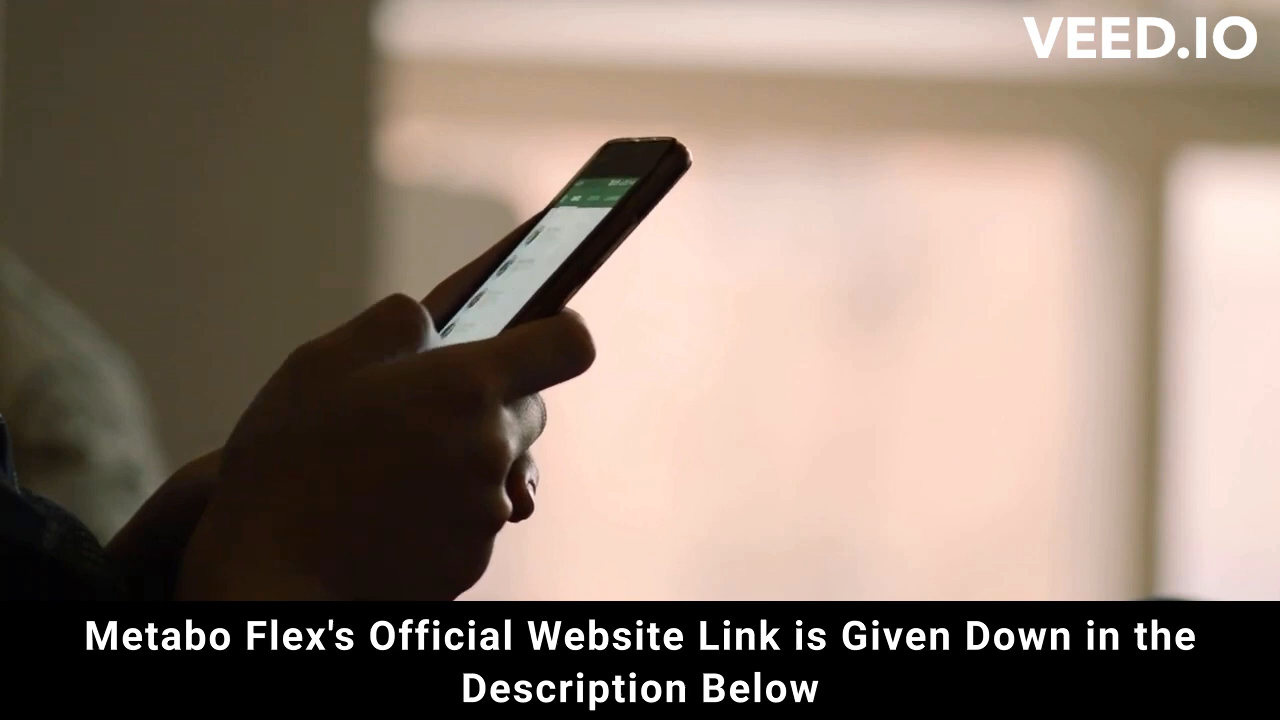 VEED.IO
Metabo Flex's Official Website Link is Given Down in the
Description Below